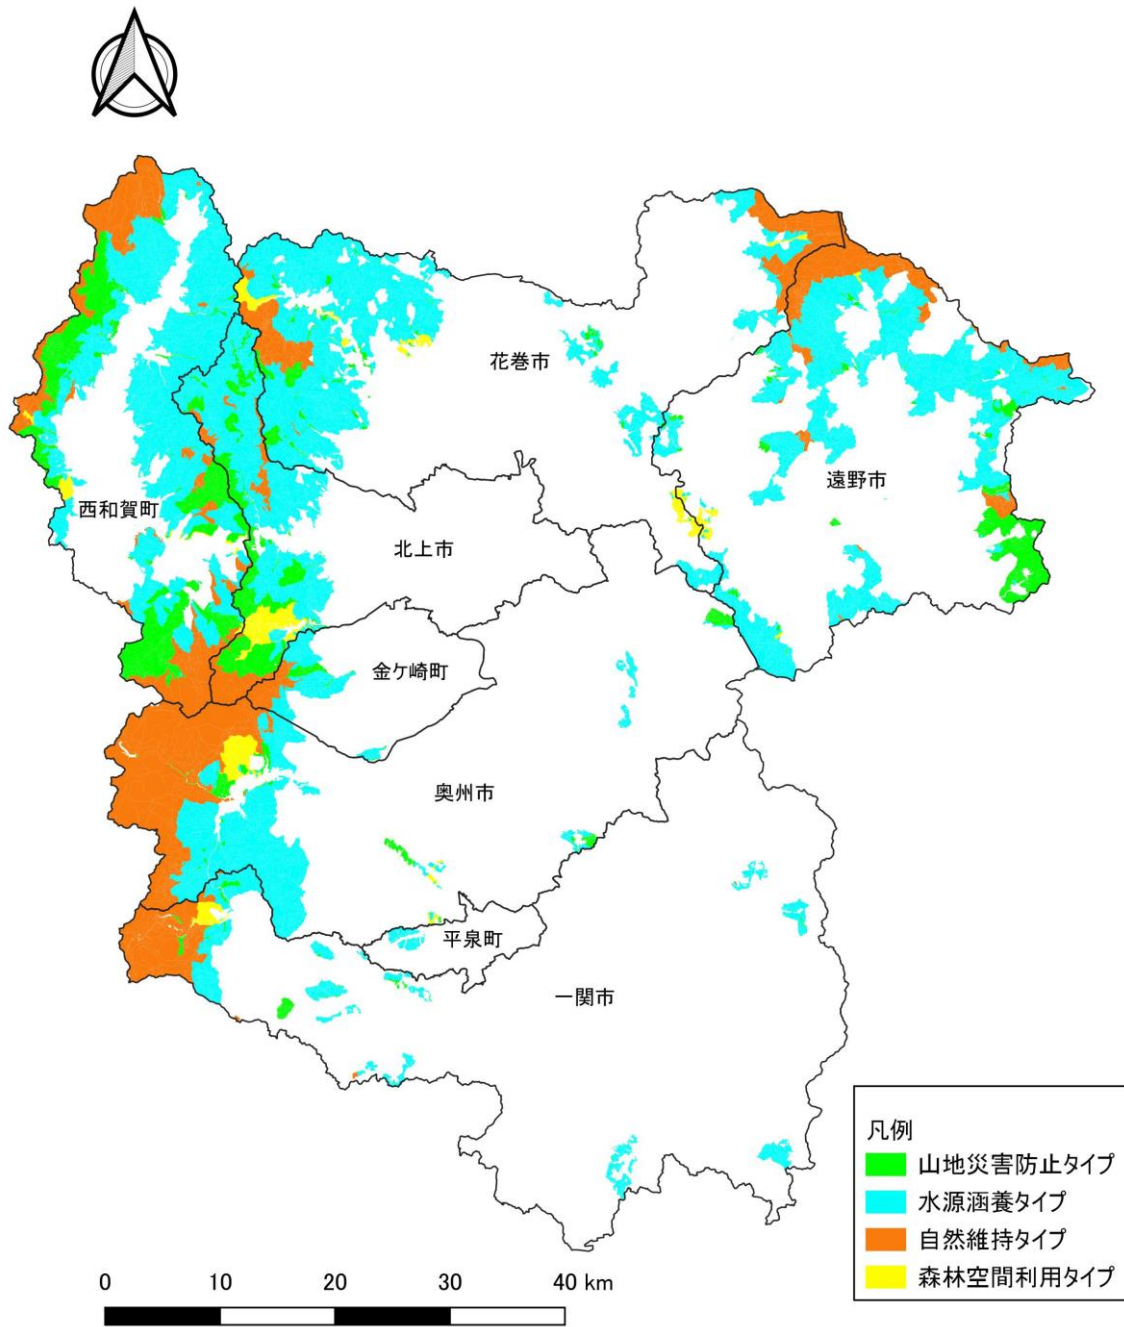 花巻市
遠野市
西和賀町
北上市
金ケ崎町
奥州市
平泉町
一関市
凡例
山地災害防止タイプ
水源涵養タイプ
自然維持タイプ
森林空間利用タイプ
0 10 20 30 40 km